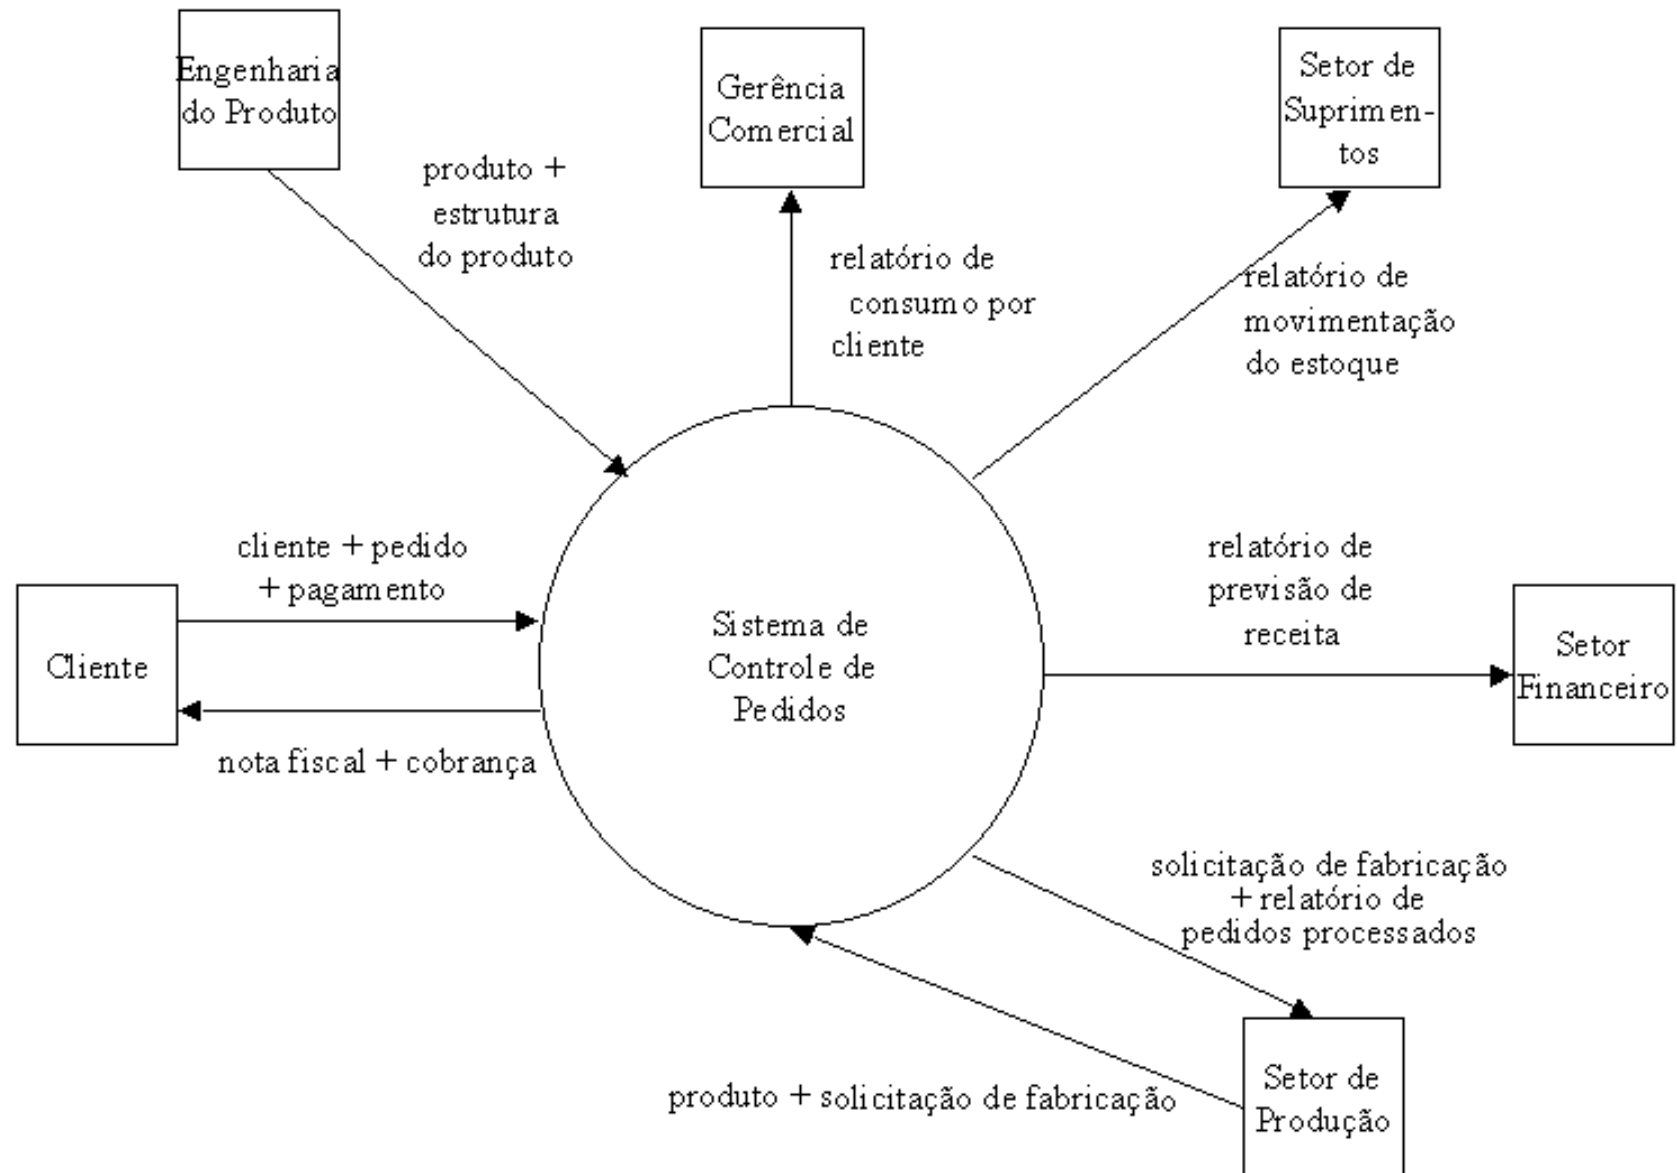 Engenharia
do Produto
Gerência
Comercial
Setor de
Suprimen-
tos
produto +
estrutura
do produto
relatório de
consumo por
cliente
relatório de
movimentação
do estoque
cliente + pedido
+ pagamento
relatório de
previsão de
receita
Cliente
Sistema de
Controle de
Pedidos
Setor
Financeiro
nota fiscal + cobrança
solicitação de fabricação
+ relatório de
pedidos processados
produto + solicitação de fabricação
Setor de
Produção